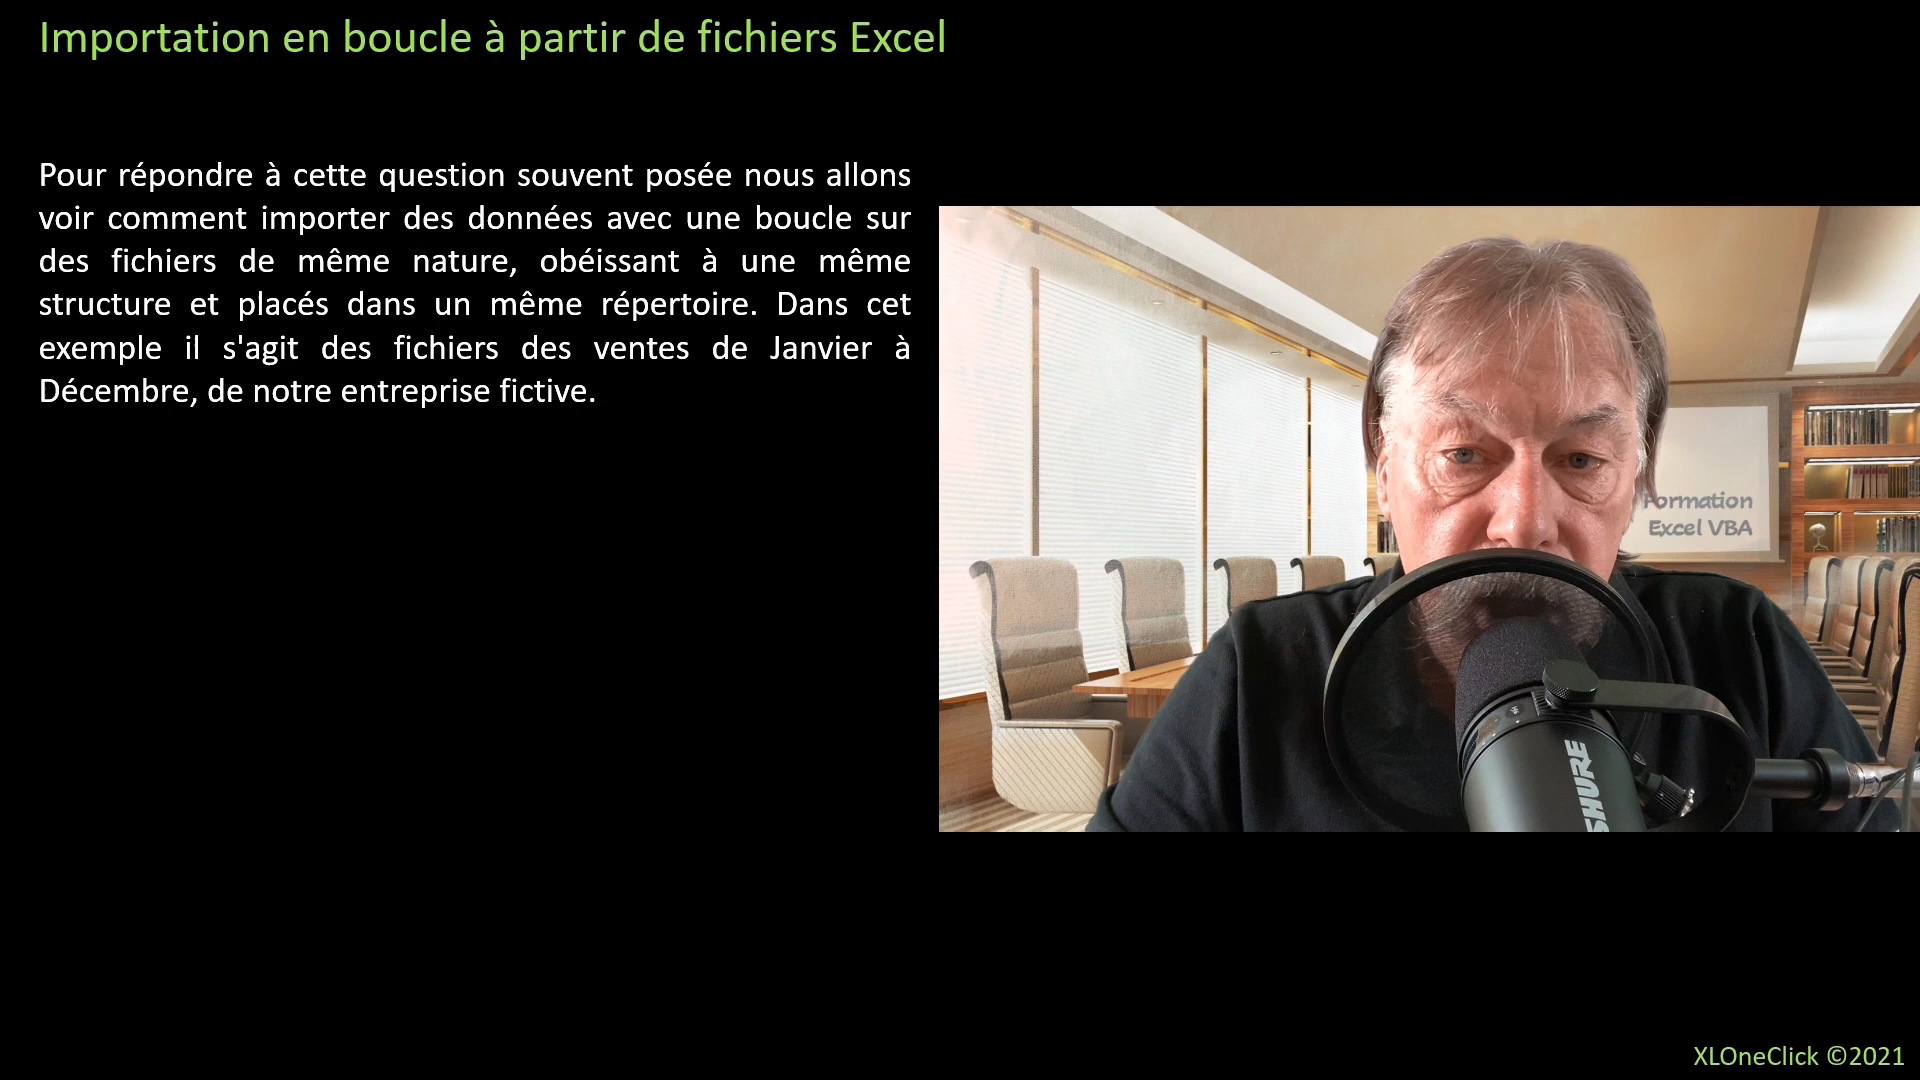 Importation en boucle à partir de fichiers Excel
Pour répondre à cette question souvent posée nous allons
voir comment importer des données avec une boucle sur
des fichiers de même nature, obéissant à une même
structure et placés dans un même répertoire. Dans cet
exemple il s'agit des fichiers des ventes de Janvier à
Décembre, de notre entreprise fictive.
Formation
Excel VBA
SHURE
XLOneClick ©2021